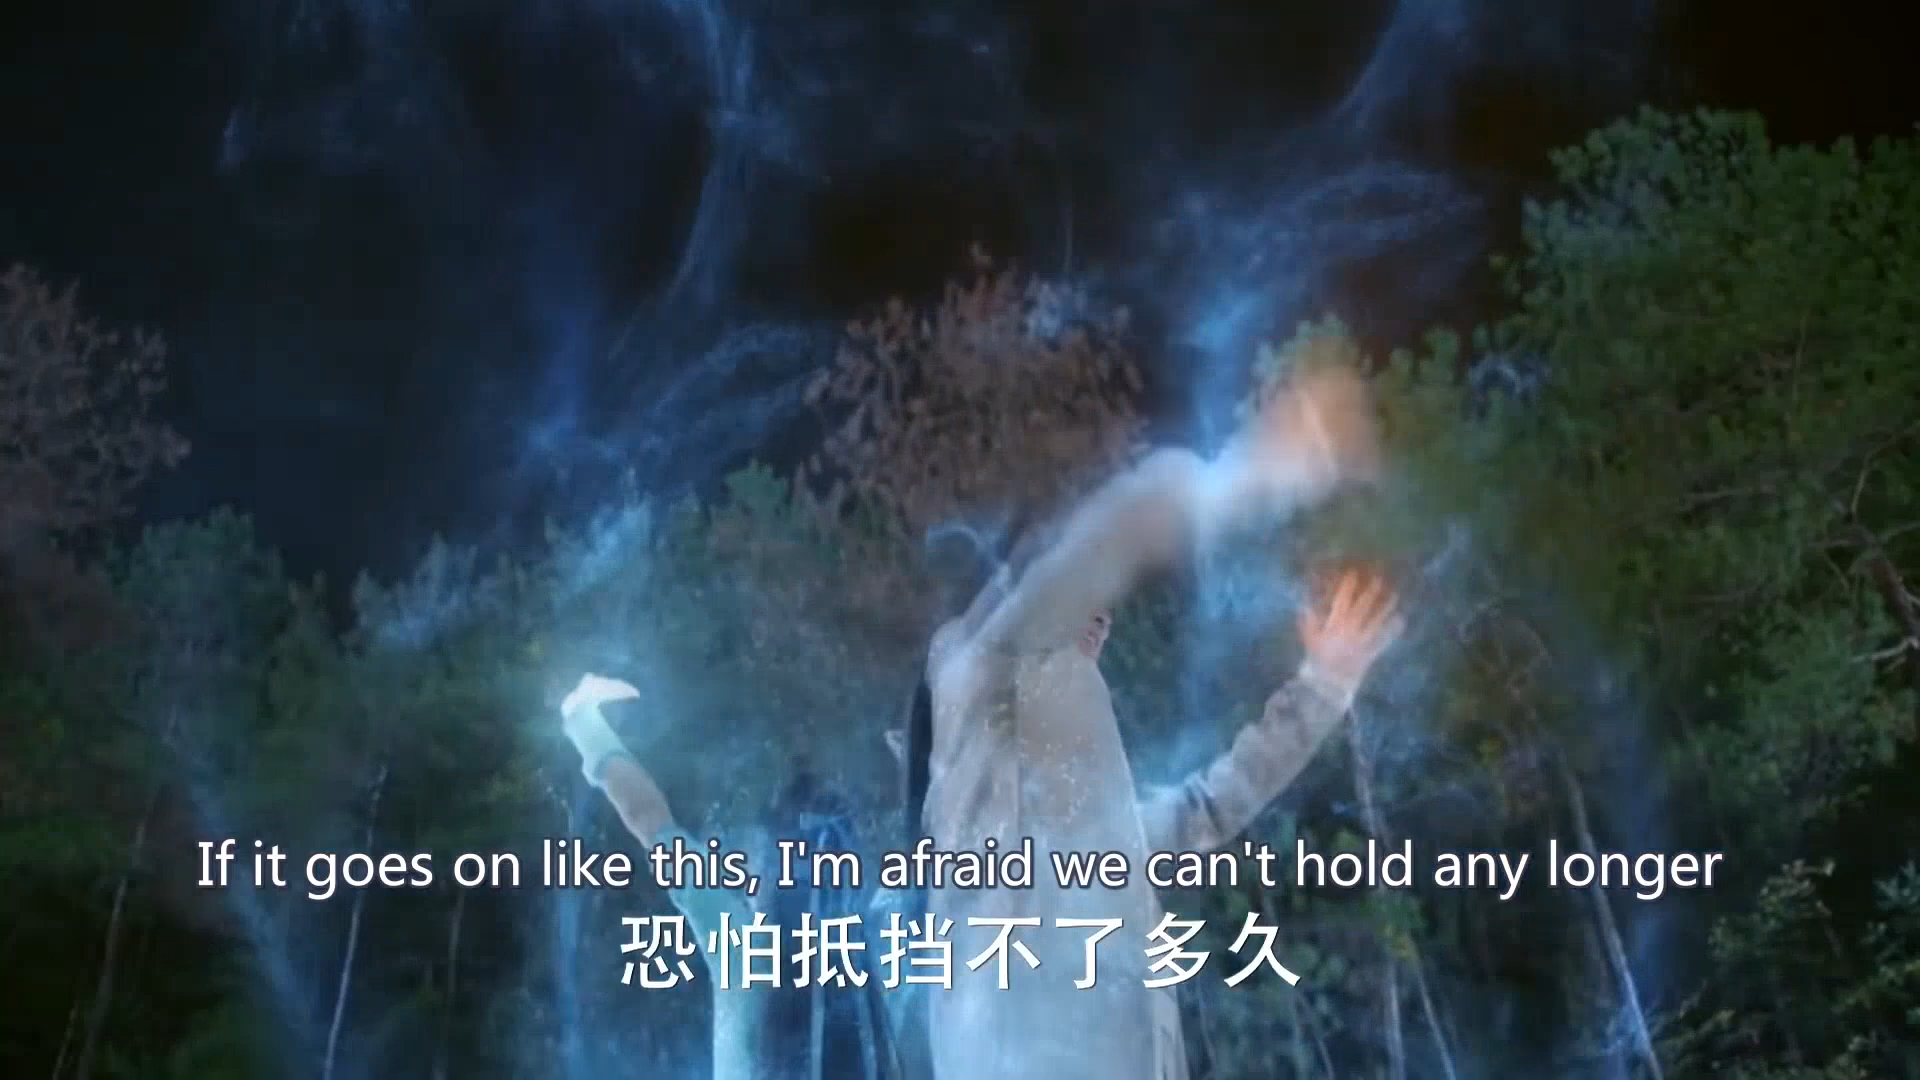 If it goes on like this, I'm afraid we can't hold any longer
恐怕抵挡不了多久